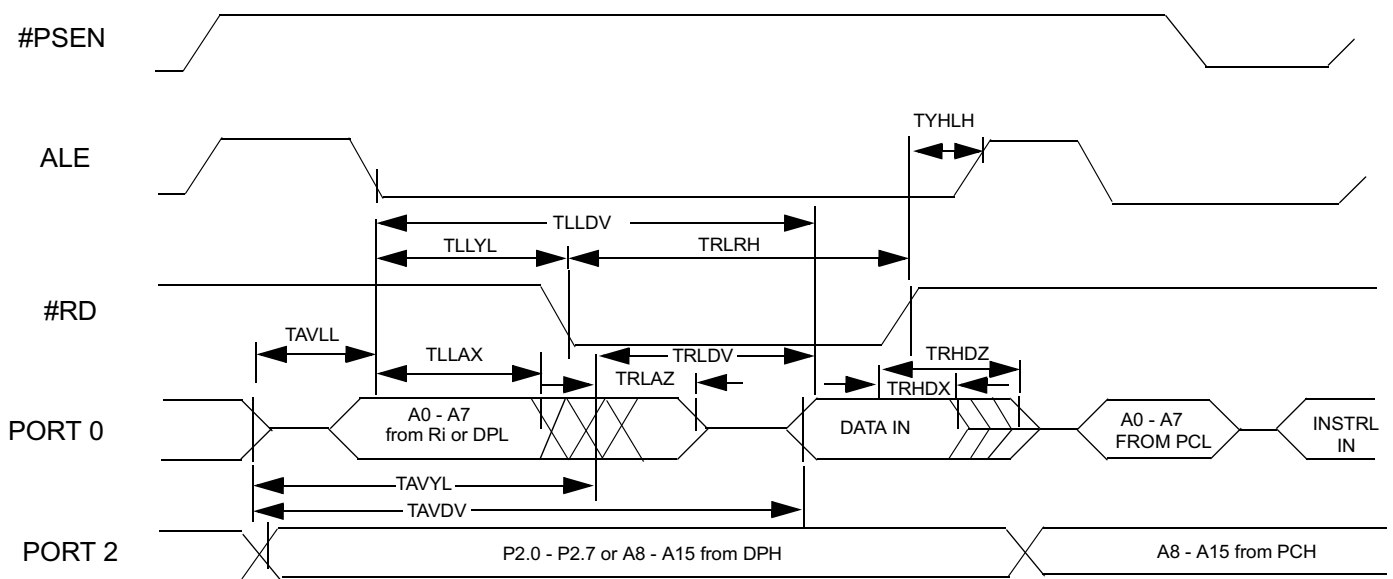 #PSEN
TYHLH
ALE
TLLDV
TLLYL
TRLRH
#RD
TAVLL
TLLAX
TRLDV
TRHDZ
TRLAZ
TRHDX
PORT 0
A0 - A7
from Ri or DPL
DATA IN
A0 - A7
FROM PCL
INSTRL
IN
TAVYL
TAVDV
PORT 2
P2.0 - P2.7 or A8 - A15 from DPH
A8 - A15 from PCH